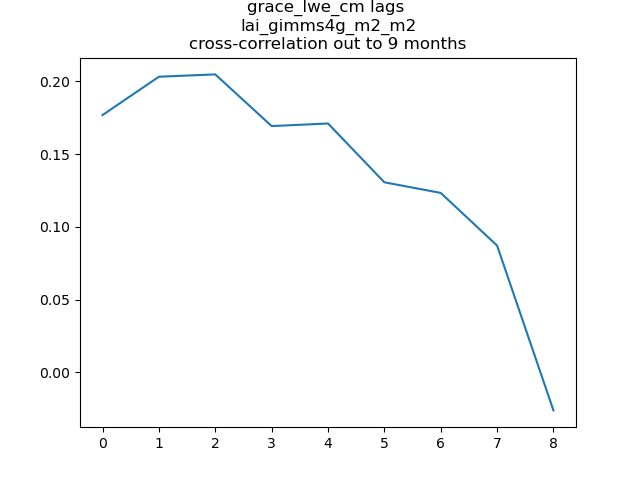 grace_lwe_cm lags
lai_gimms4g_m2_m2
cross-correlation out to 9 months
0.20
0.15
0.10
0.05
0.00
0 1 2 3 4 5 6 7 8